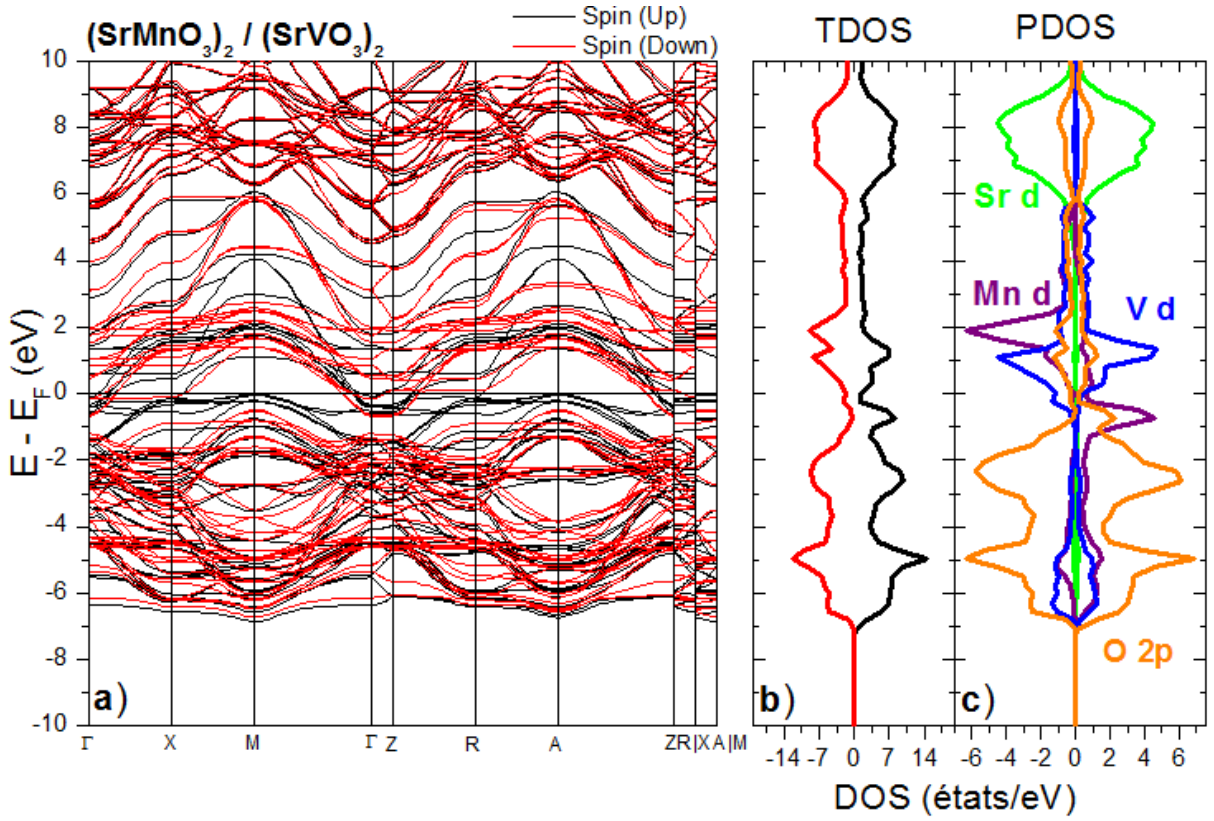 (SrMnO₃)₂ / (SrVO₃)₂
Spin (Up)
Spin (Down)
TDOS
PDOS
E - E_F (eV)
10
8
6
4
2
0
-2
-4
-6
-8
-10
Γ X M Γ Z R A ZR|XA|M
a)
b)
c)
Sr d
Mn d
V d
O 2p
-14 -7 0 7 14
-6 -4 -2 0 2 4 6
DOS (états/eV)